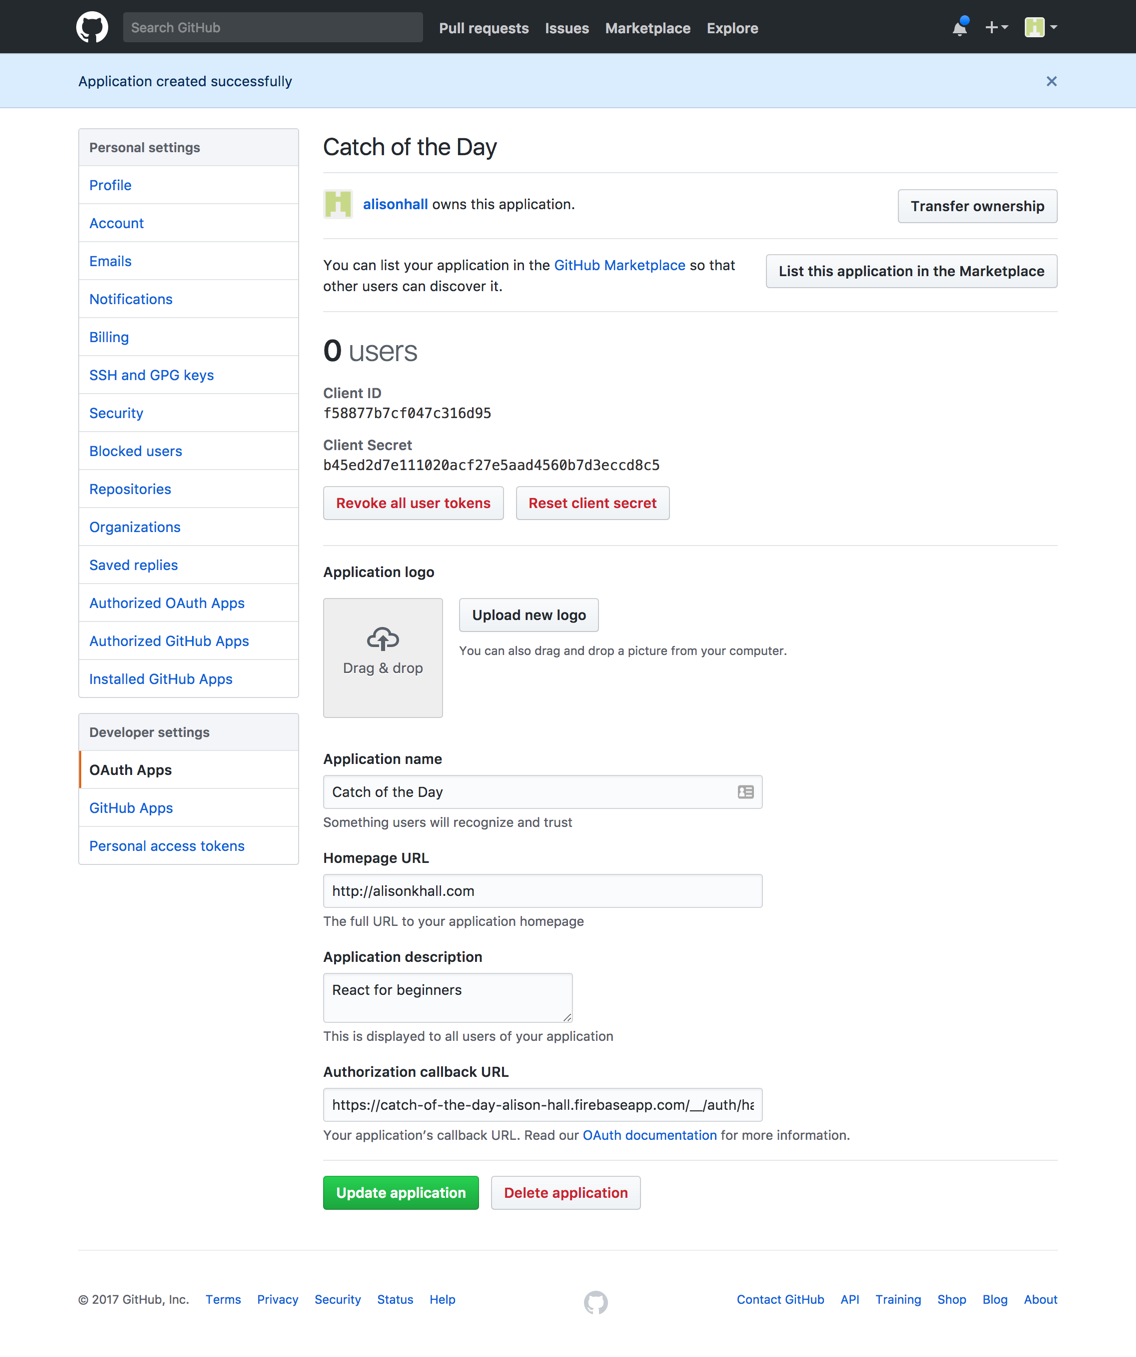 Search GitHub
Pull requests
Issues
Marketplace
Explore
Application created successfully
Personal settings
Profile
Account
Emails
Notifications
Billing
SSH and GPG keys
Security
Blocked users
Repositories
Organizations
Saved replies
Authorized OAuth Apps
Authorized GitHub Apps
Installed GitHub Apps
Developer settings
OAuth Apps
GitHub Apps
Personal access tokens
Catch of the Day
alisonhall owns this application.
Transfer ownership
You can list your application in the GitHub Marketplace so that
other users can discover it.
List this application in the Marketplace
0 users
Client ID
f58877b7cf047c316d95
Client Secret
b45ed2d7e111020acf27e5aad4560b7d3eccd8c5
Revoke all user tokens
Reset client secret
Application logo
Drag & drop
Upload new logo
You can also drag and drop a picture from your computer.
Application name
Catch of the Day
Something users will recognize and trust
Homepage URL
http://alisonkhall.com
The full URL to your application homepage
Application description
React for beginners
This is displayed to all users of your application
Authorization callback URL
https://catch-of-the-day-alison-hall.firebaseapp.com/__/auth/ha
Your application’s callback URL. Read our OAuth documentation for more information.
Update application
Delete application
© 2017 GitHub, Inc.
Terms
Privacy
Security
Status
Help
Contact GitHub
API
Training
Shop
Blog
About